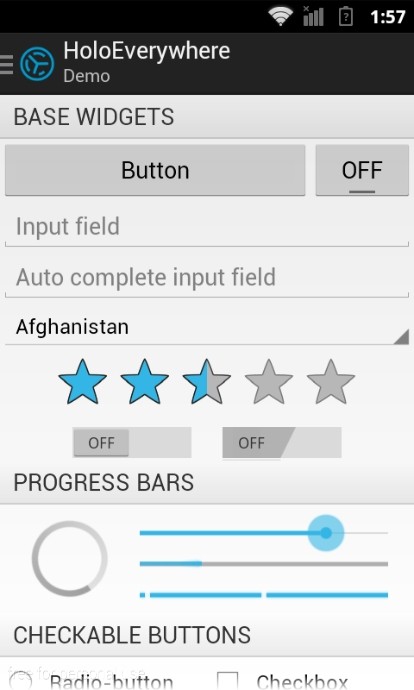 1:57
HoloEverywhere
Demo
BASE WIDGETS
Button OFF
Input field
Auto complete input field
Afghanistan
OFF OFF
PROGRESS BARS
CHECKABLE BUTTONS
Radio-button Checkbox